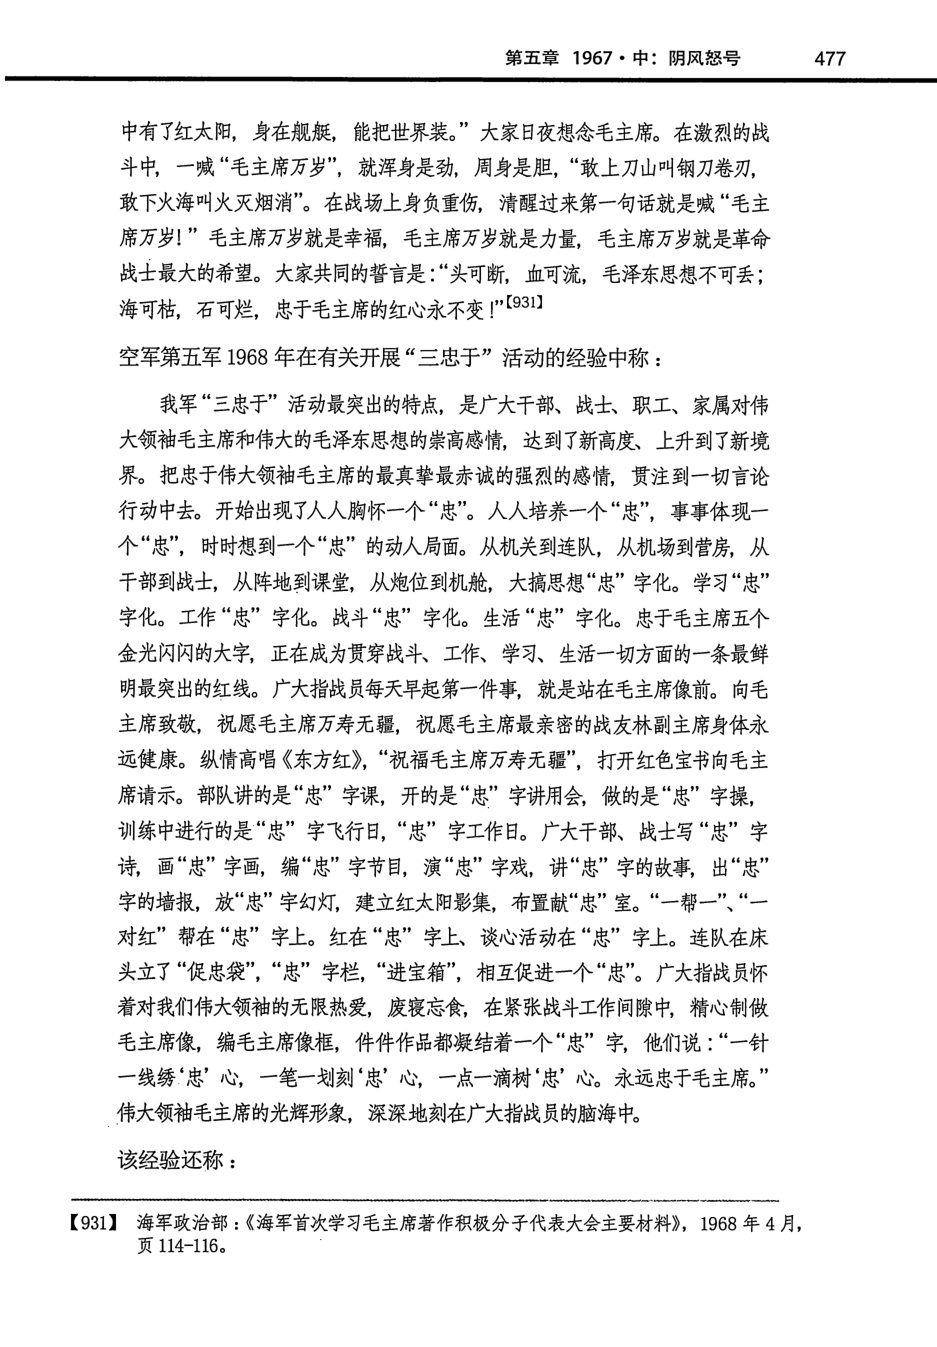 第五章 1967·中：阴风怒号 477
中有了红太阳，身在舰艇，能把世界装。”大家日夜想念毛主席。在激烈的战
斗中，一喊“毛主席万岁”，就浑身是劲，周身是胆，“敢上刀山叫钢刀卷刃，
敢下火海叫火灭烟消”。在战场上身负重伤，清醒过来第一句话就是喊“毛主
席万岁！”毛主席万岁就是幸福，毛主席万岁就是力量，毛主席万岁就是革命
战士最大的希望。大家共同的誓言是：“头可断，血可流，毛泽东思想不可丢；
海可枯，石可烂，忠于毛主席的红心永不变！”【931】
空军第五军1968年在有关开展“三忠于”活动的经验中称：
我军“三忠于”活动最突出的特点，是广大干部、战士、职工、家属对伟
大领袖毛主席和伟大的毛泽东思想的崇高感情，达到了新高度、上升到了新境
界。把忠于伟大领袖毛主席的最真挚最赤诚的强烈的感情，贯注到一切言论
行动中去。开始出现了人人胸怀一个“忠”。人人培养一个“忠”，事事体现一
个“忠”，时时想到一个“忠”的动人局面。从机关到连队，从机场到营房，从
干部到战士，从阵地到课堂，从炮位到机舱，大搞思想“忠”字化。学习“忠”
字化。工作“忠”字化。战斗“忠”字化。生活“忠”字化。忠于毛主席五个
金光闪闪的大字，正在成为贯穿战斗、工作、学习、生活一切方面的一条最鲜
明最突出的红线。广大指战员每天早起第一件事，就是站在毛主席像前。向毛
主席致敬，祝愿毛主席万寿无疆，祝愿毛主席最亲密的战友林副主席身体永
远健康。纵情高唱《东方红》，“祝福毛主席万寿无疆”，打开红色宝书向毛主
席请示。部队讲的是“忠”字课，开的是“忠”字讲用会，做的是“忠”字操，
训练中进行的是“忠”字飞行日，“忠”字工作日。广大干部、战士写“忠”字
诗，画“忠”字画，编“忠”字节目，演“忠”字戏，讲“忠”字的故事，出“忠”
字的墙报，放“忠”字幻灯，建立红太阳影集，布置献“忠”室。“一帮一”、“一
对红”帮在“忠”字上。红在“忠”字上、谈心活动在“忠”字上。连队在床
头立了“促忠袋”，“忠”字栏，“进宝箱”，相互促进一个“忠”。广大指战员怀
着对我们伟大领袖的无限热爱，废寝忘食，在紧张战斗工作间隙中，精心制做
毛主席像，编毛主席像框，件件作品都凝结着一个“忠”字，他们说：“一针
一线绣‘忠’心，一笔一划刻‘忠’心，一点一滴树‘忠’心。永远忠于毛主席。”
伟大领袖毛主席的光辉形象，深深地刻在广大指战员的脑海中。
该经验还称：
【931】 海军政治部：《海军首次学习毛主席著作积极分子代表大会主要材料》，1968年4月，
页114-116。